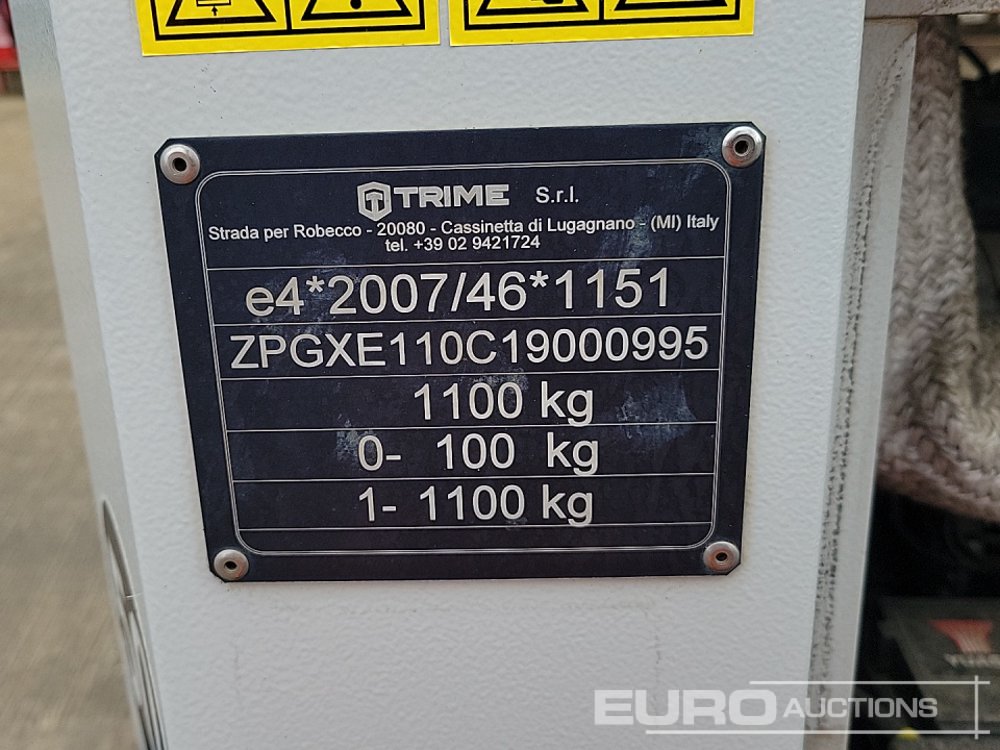 TRIME S.r.l.
Strada per Robecco - 20080 - Cassinetta di Lugagnano - (MI) Italy
tel. +39 02 9421724
e4*2007/46*1151
ZPGXE110C19000995
1100 kg
0- 100 kg
1- 1100 kg
EURO AUCTIONS